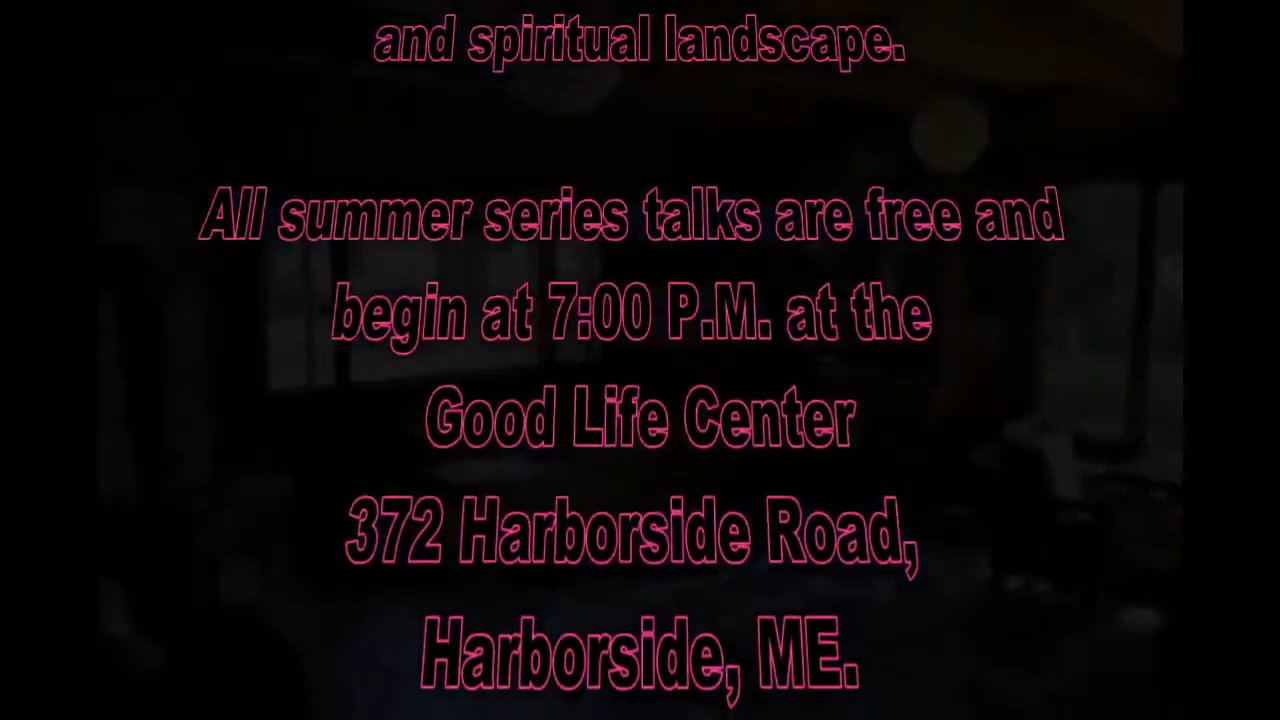 and spiritual landscape.
All summer series talks are free and
begin at 7:00 P.M. at the
Good Life Center
372 Harborside Road,
Harborside, ME.